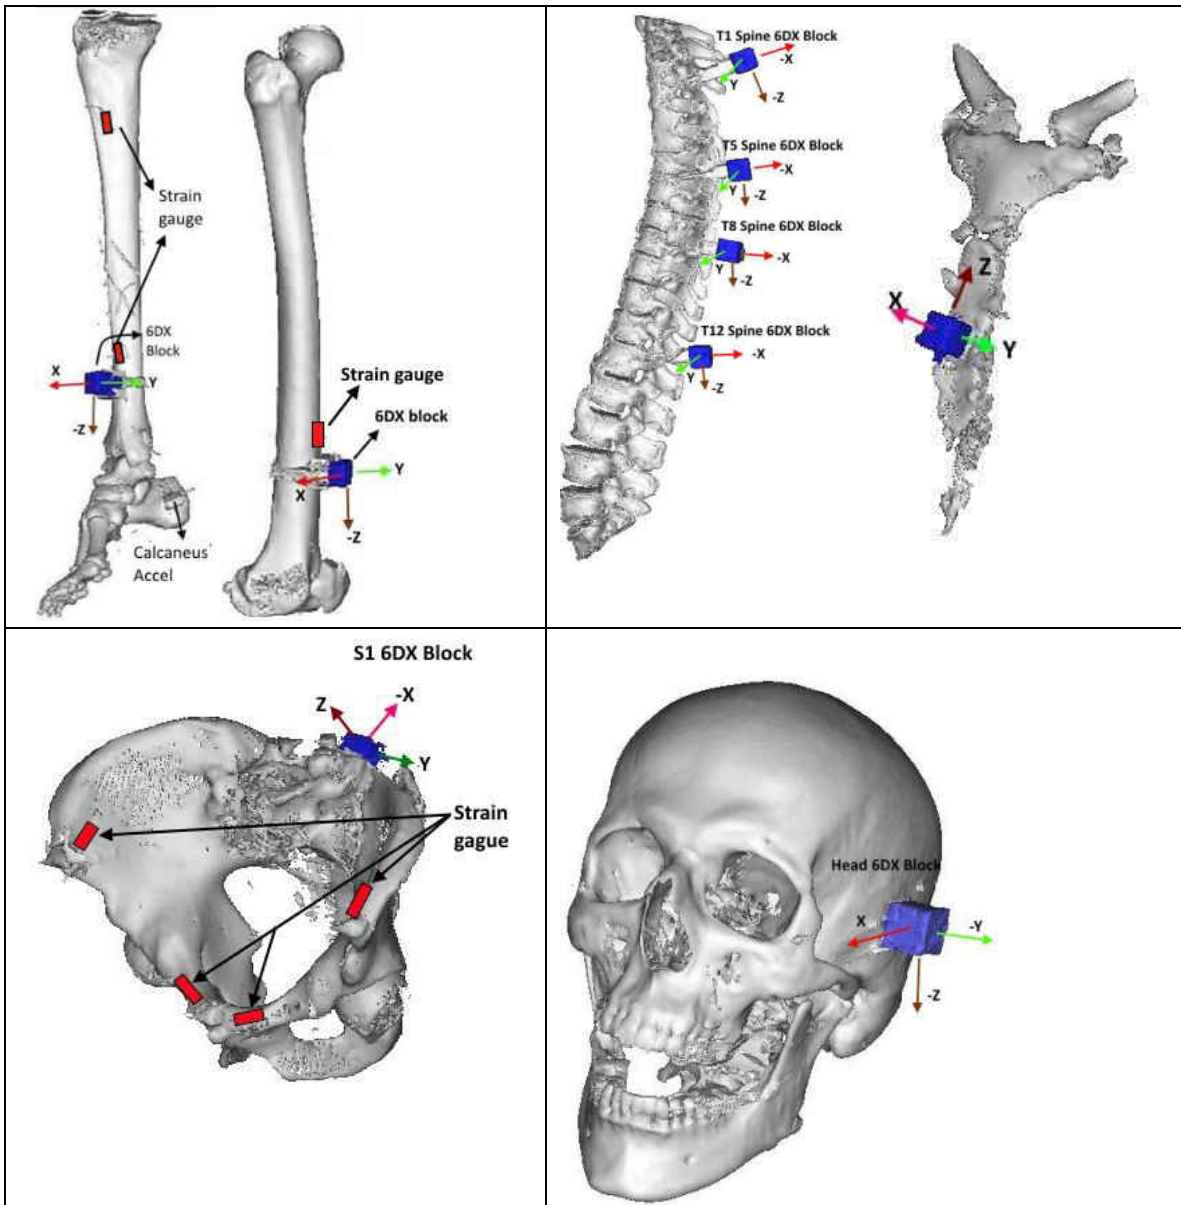 Strain
gauge
6DX
Block
X
Y
-Z
Calcaneus
Accel
Strain gauge
6DX block
X
Y
-Z
T1 Spine 6DX Block
-X
Y
-Z
T5 Spine 6DX Block
-X
Y
-Z
T8 Spine 6DX Block
-X
Y
-Z
T12 Spine 6DX Block
-X
Y
-Z
Z
X
Y
S1 6DX Block
-X
Z
Y
Strain
gague
Head 6DX Block
X
-Y
-Z